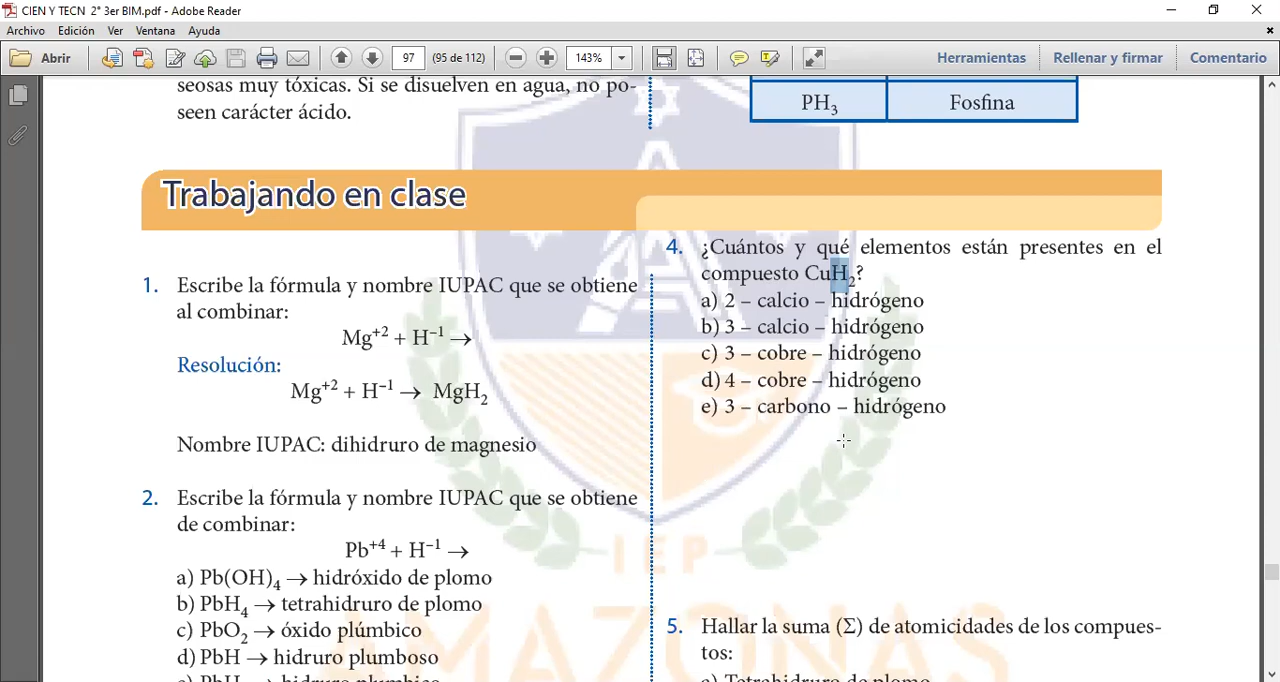 CIEN Y TECN 2° 3er BIM.pdf - Adobe Reader
Archivo Edición Ver Ventana Ayuda
Abrir 97 (95 de 112) 143% Herramientas Rellenar y firmar Comentario
seosas muy tóxicas. Si se disuelven en agua, no po-
seen carácter ácido.
PH3 Fosfina
Trabajando en clase
1. Escribe la fórmula y nombre IUPAC que se obtiene
al combinar:
Mg+2 + H–1 →
Resolución:
Mg+2 + H–1 → MgH2
Nombre IUPAC: dihidruro de magnesio
2. Escribe la fórmula y nombre IUPAC que se obtiene
de combinar:
Pb+4 + H–1 →
a) Pb(OH)4 → hidróxido de plomo
b) PbH4 → tetrahidruro de plomo
c) PbO2 → óxido plúmbico
d) PbH → hidruro plumboso
4. ¿Cuántos y qué elementos están presentes en el
compuesto CuH2?
a) 2 – calcio – hidrógeno
b) 3 – calcio – hidrógeno
c) 3 – cobre – hidrógeno
d) 4 – cobre – hidrógeno
e) 3 – carbono – hidrógeno
5. Hallar la suma (Σ) de atomicidades de los compues-
tos:
a) Tetrahidruro de plomo
IEP
AMAZONAS